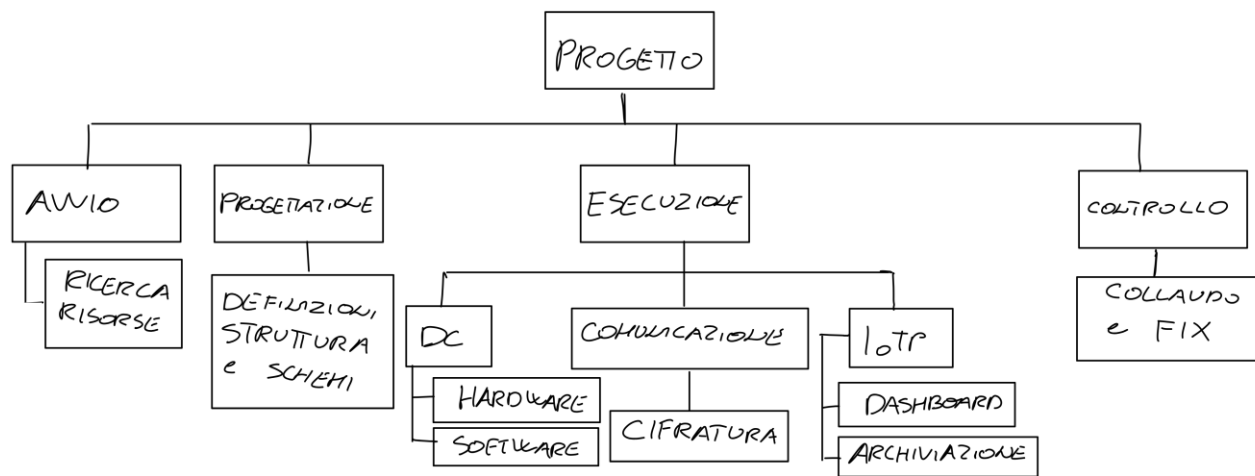 PROGETTO
AVVIO
PROGETTAZIONE
ESECUZIONE
CONTROLLO
RICERCA
RISORSE
DEFINIZIONI
STRUTTURA
e SCHEMI
DC
HARDWARE
SOFTWARE
COMUNICAZIONE
CIFRATURA
IoTP
DASHBOARD
ARCHIVIAZIONE
COLLAUDO
e FIX